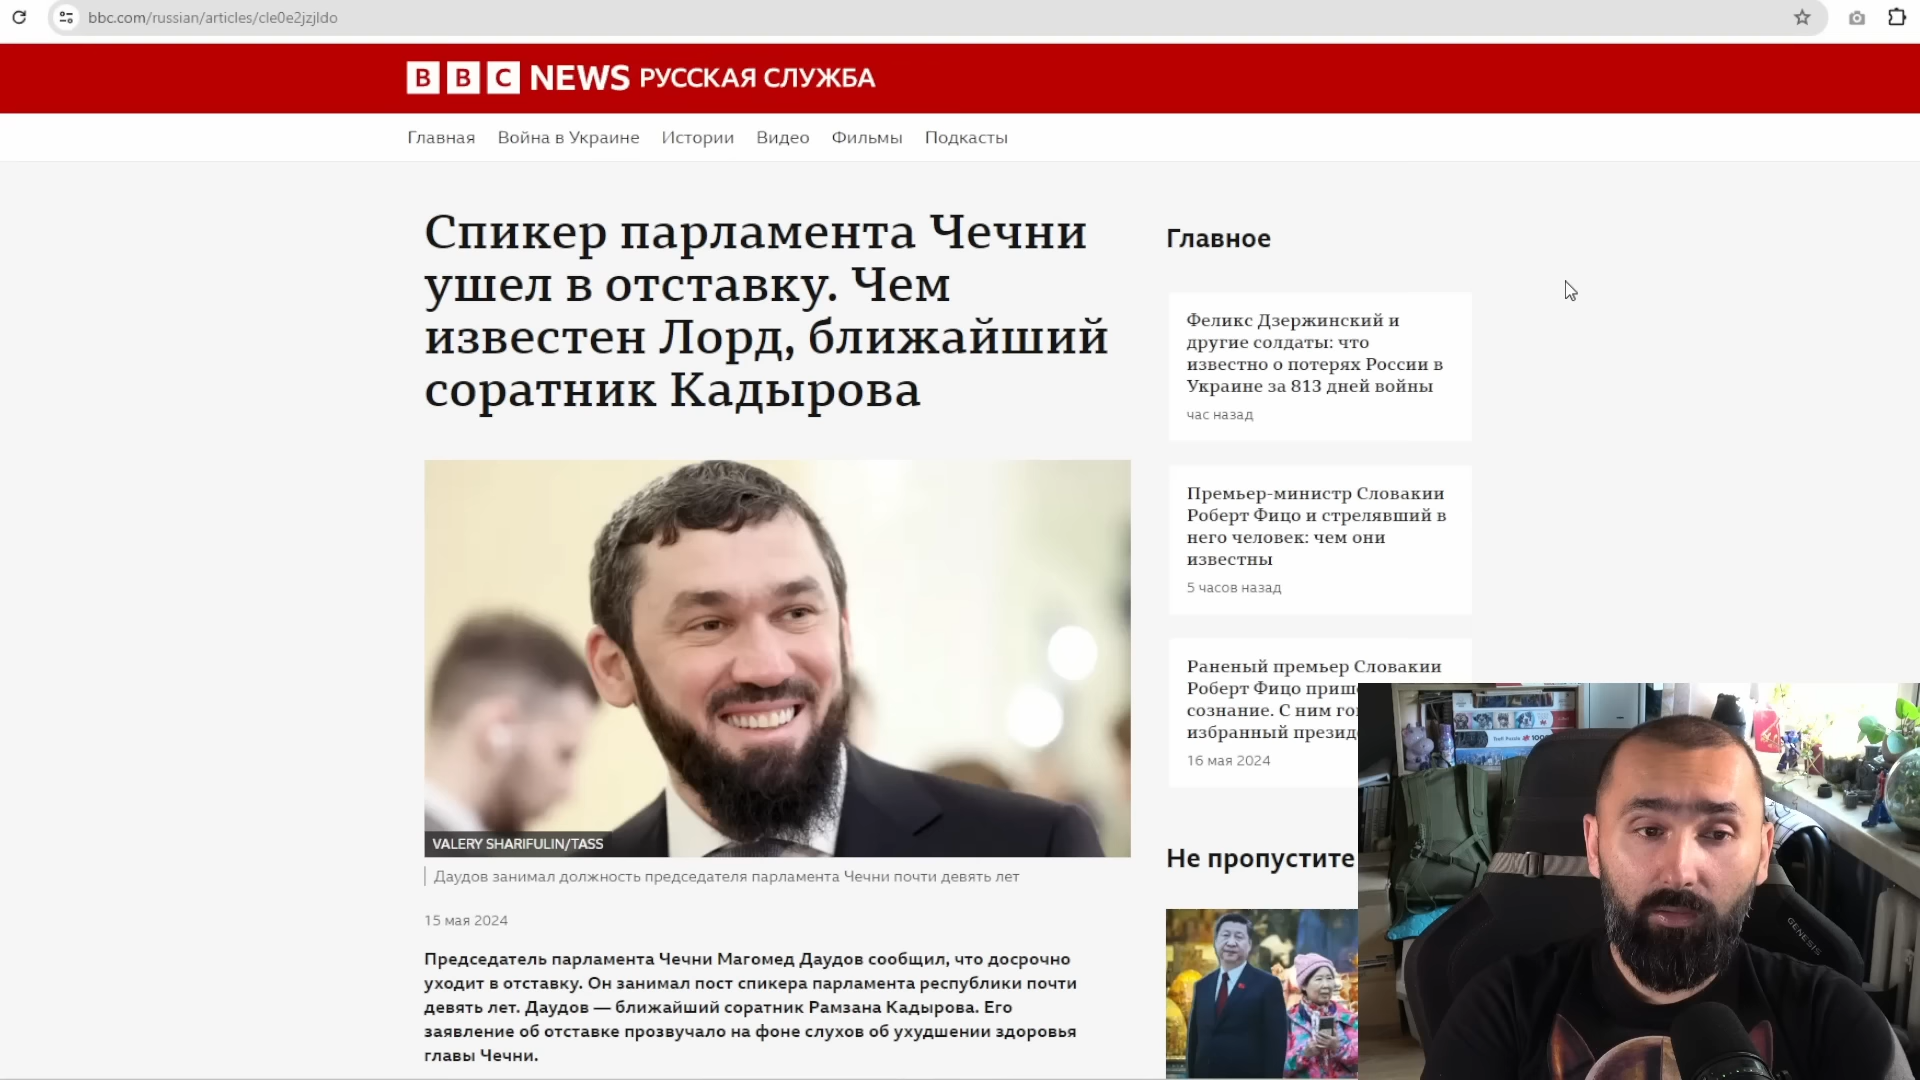 bbc.com/russian/articles/cle0e2jzjldo
BBC NEWS РУССКАЯ СЛУЖБА
Главная Война в Украине Истории Видео Фильмы Подкасты
Спикер парламента Чечни
ушел в отставку. Чем
известен Лорд, ближайший
соратник Кадырова
VALERY SHARIFULIN/TASS
Даудов занимал должность председателя парламента Чечни почти девять лет
15 мая 2024
Председатель парламента Чечни Магомед Даудов сообщил, что досрочно
уходит в отставку. Он занимал пост спикера парламента республики почти
девять лет. Даудов — ближайший соратник Рамзана Кадырова. Его
заявление об отставке прозвучало на фоне слухов об ухудшении здоровья
главы Чечни.
Главное
Феликс Дзержинский и
другие солдаты: что
известно о потерях России в
Украине за 813 дней войны
час назад
Премьер-министр Словакии
Роберт Фицо и стрелявший в
него человек: чем они
известны
5 часов назад
Раненый премьер Словакии
Роберт Фицо
сознание. С ним
избранный
16 мая 2024
Не пропустите
GENESIS